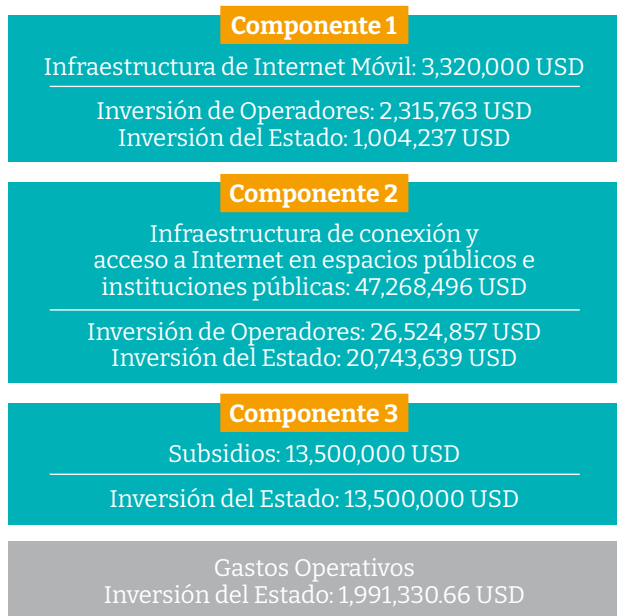 Componente 1
Infraestructura de Internet Móvil: 3,320,000 USD
Inversión de Operadores: 2,315,763 USD
Inversión del Estado: 1,004,237 USD
Componente 2
Infraestructura de conexión y
acceso a Internet en espacios públicos e
instituciones públicas: 47,268,496 USD
Inversión de Operadores: 26,524,857 USD
Inversión del Estado: 20,743,639 USD
Componente 3
Subsidios: 13,500,000 USD
Inversión del Estado: 13,500,000 USD
Gastos Operativos
Inversión del Estado: 1,991,330.66 USD